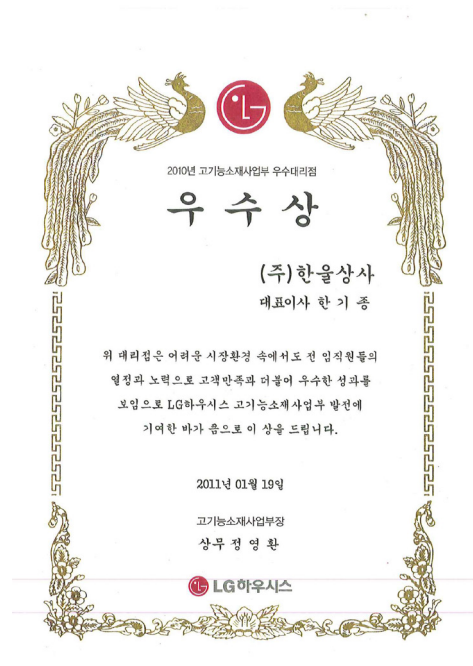 2010년 고기능소재사업부 우수대리점
우 수 상
(주)한울상사
대표이사 한 기 종
위 대리점은 어려운 시장환경 속에서도 전 임직원들의
열정과 노력으로 고객만족과 더불어 우수한 성과를
보임으로 LG하우시스 고기능소재사업부 발전에
기여한 바가 큼으로 이 상을 드립니다.
2011년 01월 19일
고기능소재사업부장
상무 정 영 환
LG하우시스